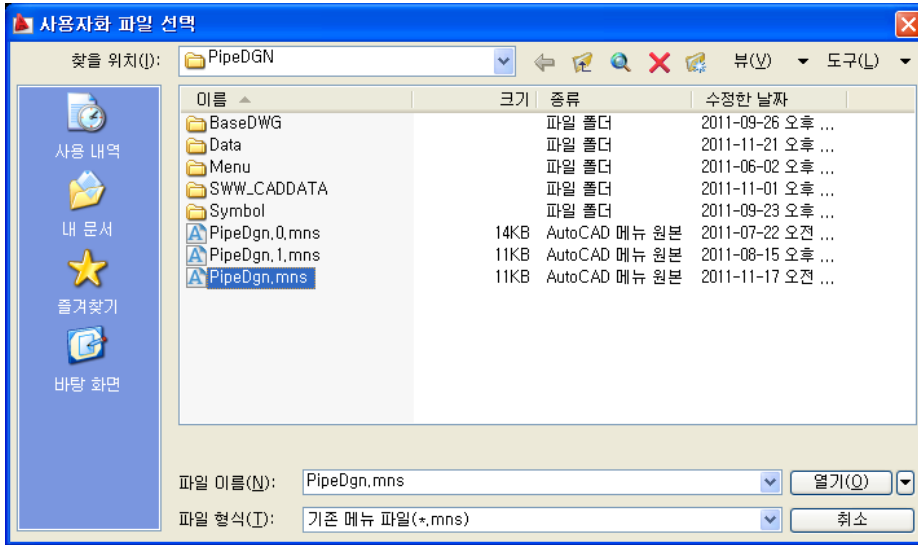 사용자화 파일 선택
찾을 위치(I): PipeDGN 뷰(V) 도구(L)
이름 크기 종류 수정한 날짜
BaseDWG 파일 폴더 2011-09-26 오후 ...
Data 파일 폴더 2011-11-21 오후 ...
Menu 파일 폴더 2011-06-02 오후 ...
SWW_CADDATA 파일 폴더 2011-11-01 오후 ...
Symbol 파일 폴더 2011-09-23 오후 ...
PipeDgn.0.mns 14KB AutoCAD 메뉴 원본 2011-07-22 오전 ...
PipeDgn.1.mns 11KB AutoCAD 메뉴 원본 2011-08-15 오후 ...
PipeDgn.mns 11KB AutoCAD 메뉴 원본 2011-11-17 오전 ...
사용 내역
내 문서
즐겨찾기
바탕 화면
파일 이름(N): PipeDgn.mns 열기(O)
파일 형식(T): 기존 메뉴 파일(*.mns) 취소